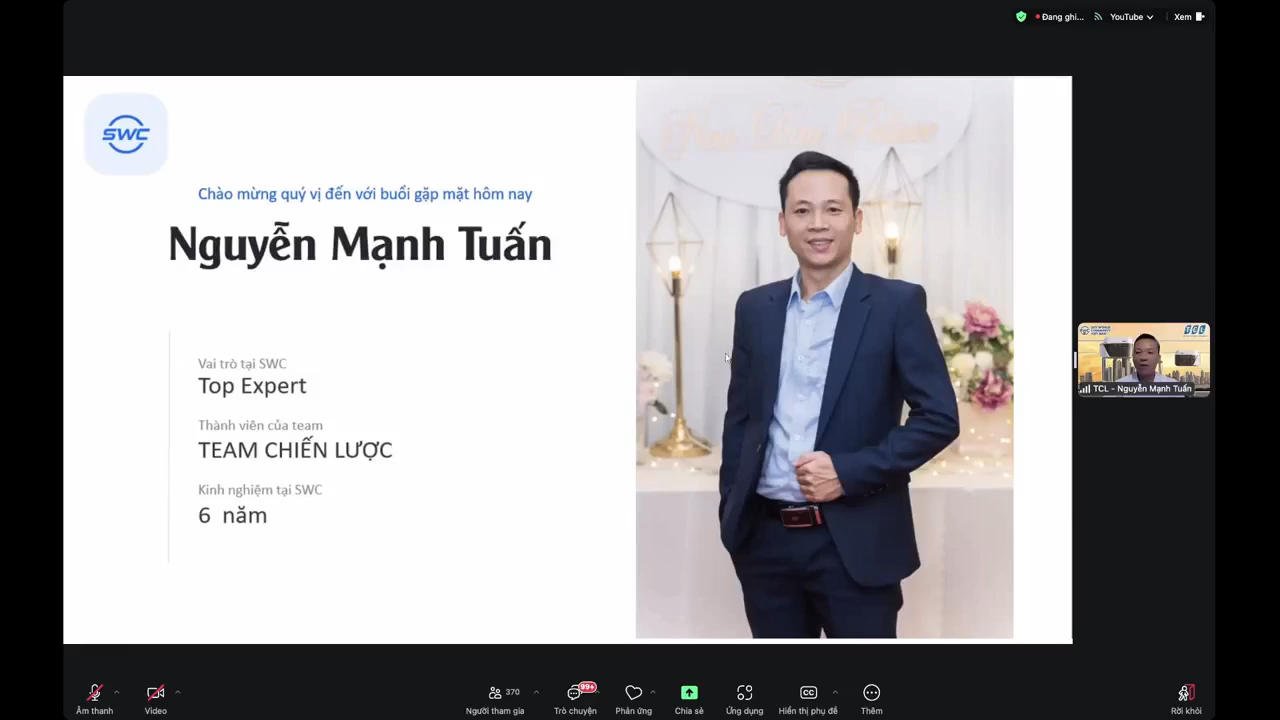 Đang ghi...
YouTube
Xem
SWC
Chào mừng quý vị đến với buổi gặp mặt hôm nay
Nguyễn Mạnh Tuấn
Vai trò tại SWC
Top Expert
Thành viên của team
TEAM CHIẾN LƯỢC
Kinh nghiệm tại SWC
6 năm
TCL
TCL - Nguyễn Mạnh Tuấn
370
99+
CC
Âm thanh
Video
Người tham gia
Trò chuyện
Phản ứng
Chia sẻ
Ứng dụng
Hiển thị phụ đề
Thêm
Rời khỏi